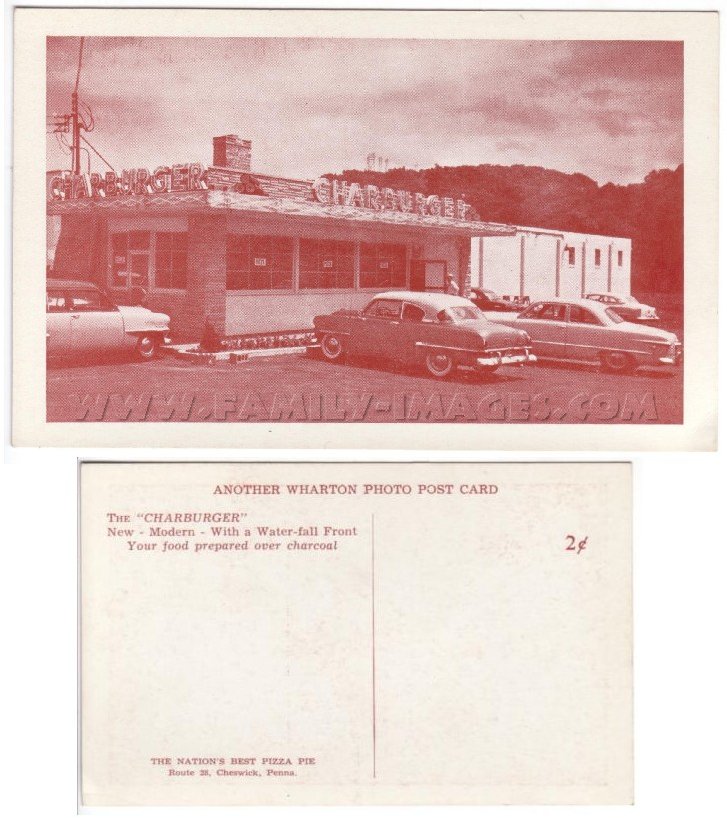 CHARBURGER
CHARBURGER
WWW.FAMILY-IMAGES.COM
ANOTHER WHARTON PHOTO POST CARD
THE "CHARBURGER"
New - Modern - With a Water-fall Front
Your food prepared over charcoal
2¢
THE NATION'S BEST PIZZA PIE
Route 28, Cheswick, Penna.